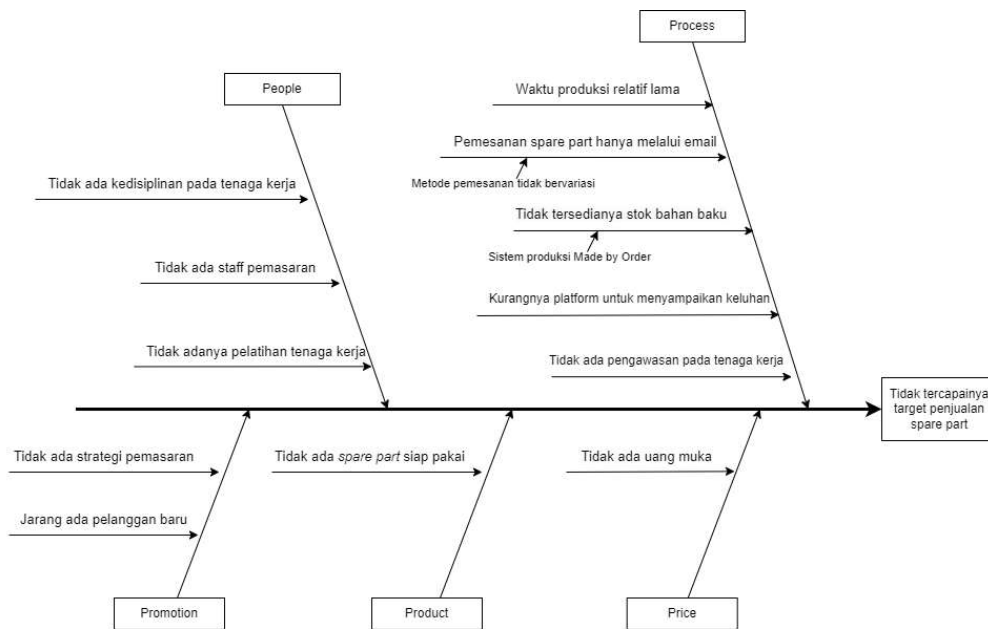 Process
People
Waktu produksi relatif lama
Pemesanan spare part hanya melalui email
Metode pemesanan tidak bervariasi
Tidak ada kedisiplinan pada tenaga kerja
Tidak tersedianya stok bahan baku
Sistem produksi Made by Order
Tidak ada staff pemasaran
Kurangnya platform untuk menyampaikan keluhan
Tidak adanya pelatihan tenaga kerja
Tidak ada pengawasan pada tenaga kerja
Tidak tercapainya
target penjualan
spare part
Tidak ada strategi pemasaran
Tidak ada spare part siap pakai
Tidak ada uang muka
Jarang ada pelanggan baru
Promotion
Product
Price